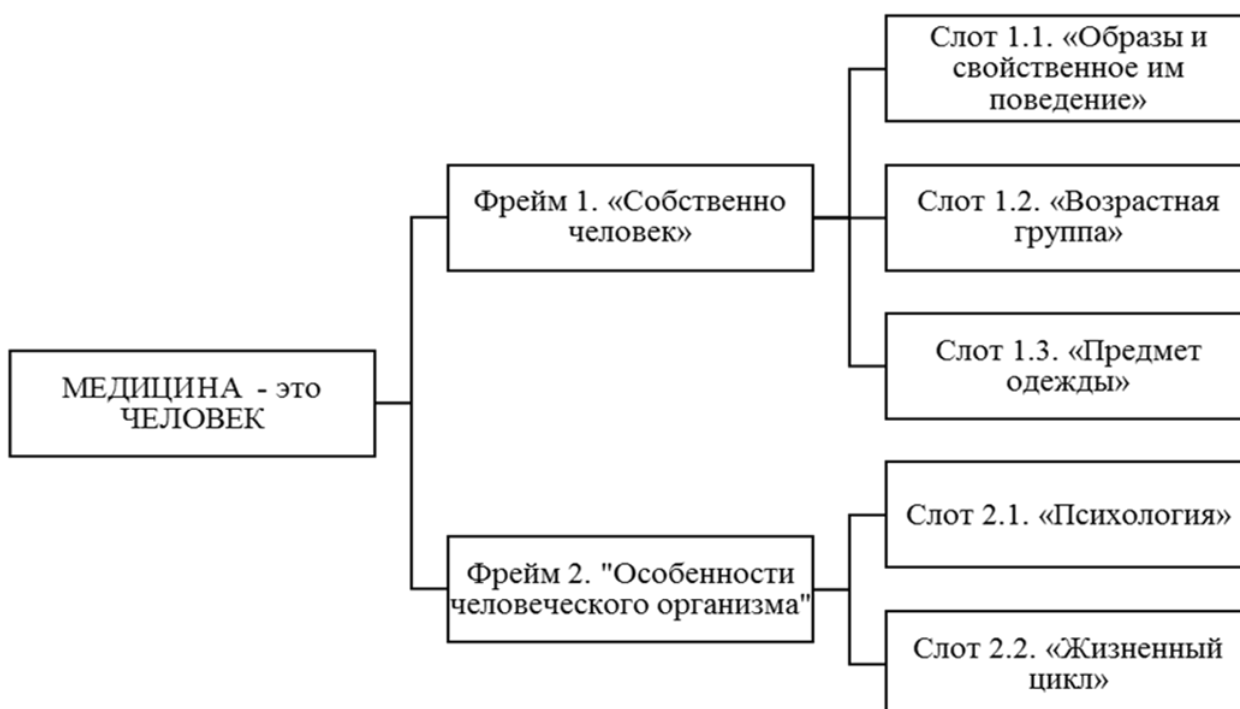 МЕДИЦИНА - это
ЧЕЛОВЕК
Фрейм 1. «Собственно
человек»
Слот 1.1. «Образы и
свойственное им
поведение»
Слот 1.2. «Возрастная
группа»
Слот 1.3. «Предмет
одежды»
Фрейм 2. "Особенности
человеческого организма"
Слот 2.1. «Психология»
Слот 2.2. «Жизненный
цикл»